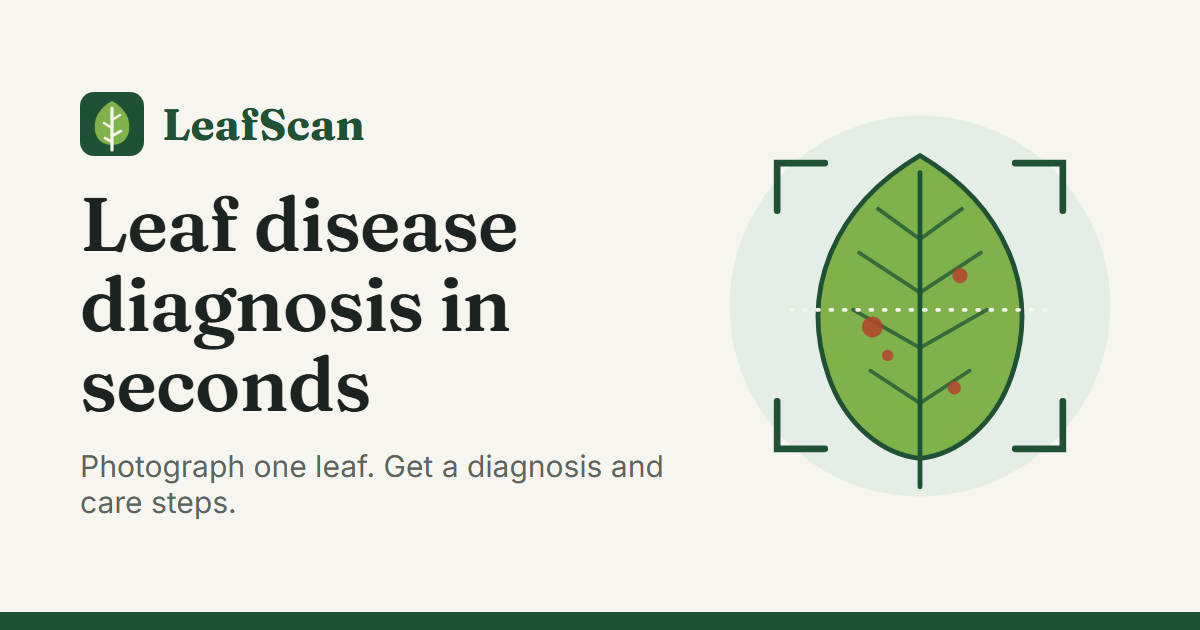 LeafScan
Leaf disease
diagnosis in
seconds
Photograph one leaf. Get a diagnosis and
care steps.